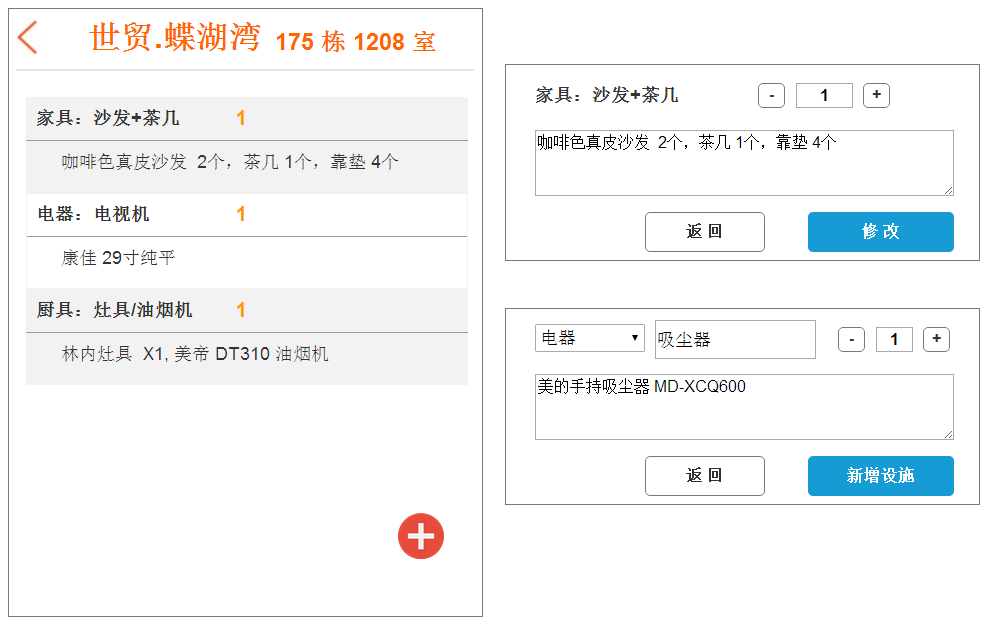 世贸.蝶湖湾 175 栋 1208 室
家具：沙发+茶几 1
咖啡色真皮沙发 2个，茶几 1个，靠垫 4个
电器：电视机 1
康佳 29寸纯平
厨具：灶具/油烟机 1
林内灶具 X1, 美帝 DT310 油烟机
家具：沙发+茶几 - 1 +
咖啡色真皮沙发 2个，茶几 1个，靠垫 4个
返 回 修 改
电器 吸尘器 - 1 +
美的手持吸尘器 MD-XCQ600
返 回 新增设施